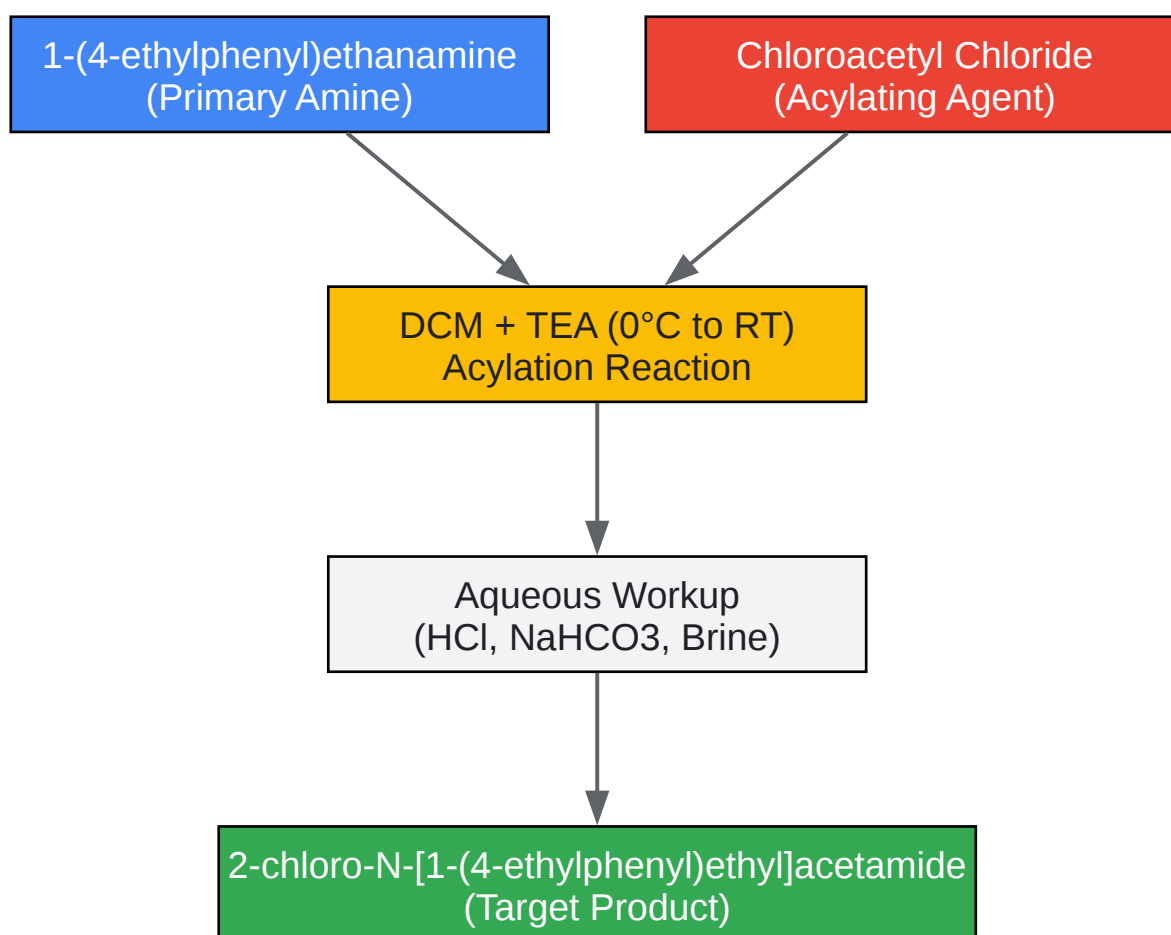 1-(4-ethylphenyl)ethanamine
(Primary Amine)
Chloroacetyl Chloride
(Acylating Agent)
DCM + TEA (0°C to RT)
Acylation Reaction
Aqueous Workup
(HCl, NaHCO3, Brine)
2-chloro-N-[1-(4-ethylphenyl)ethyl]acetamide
(Target Product)